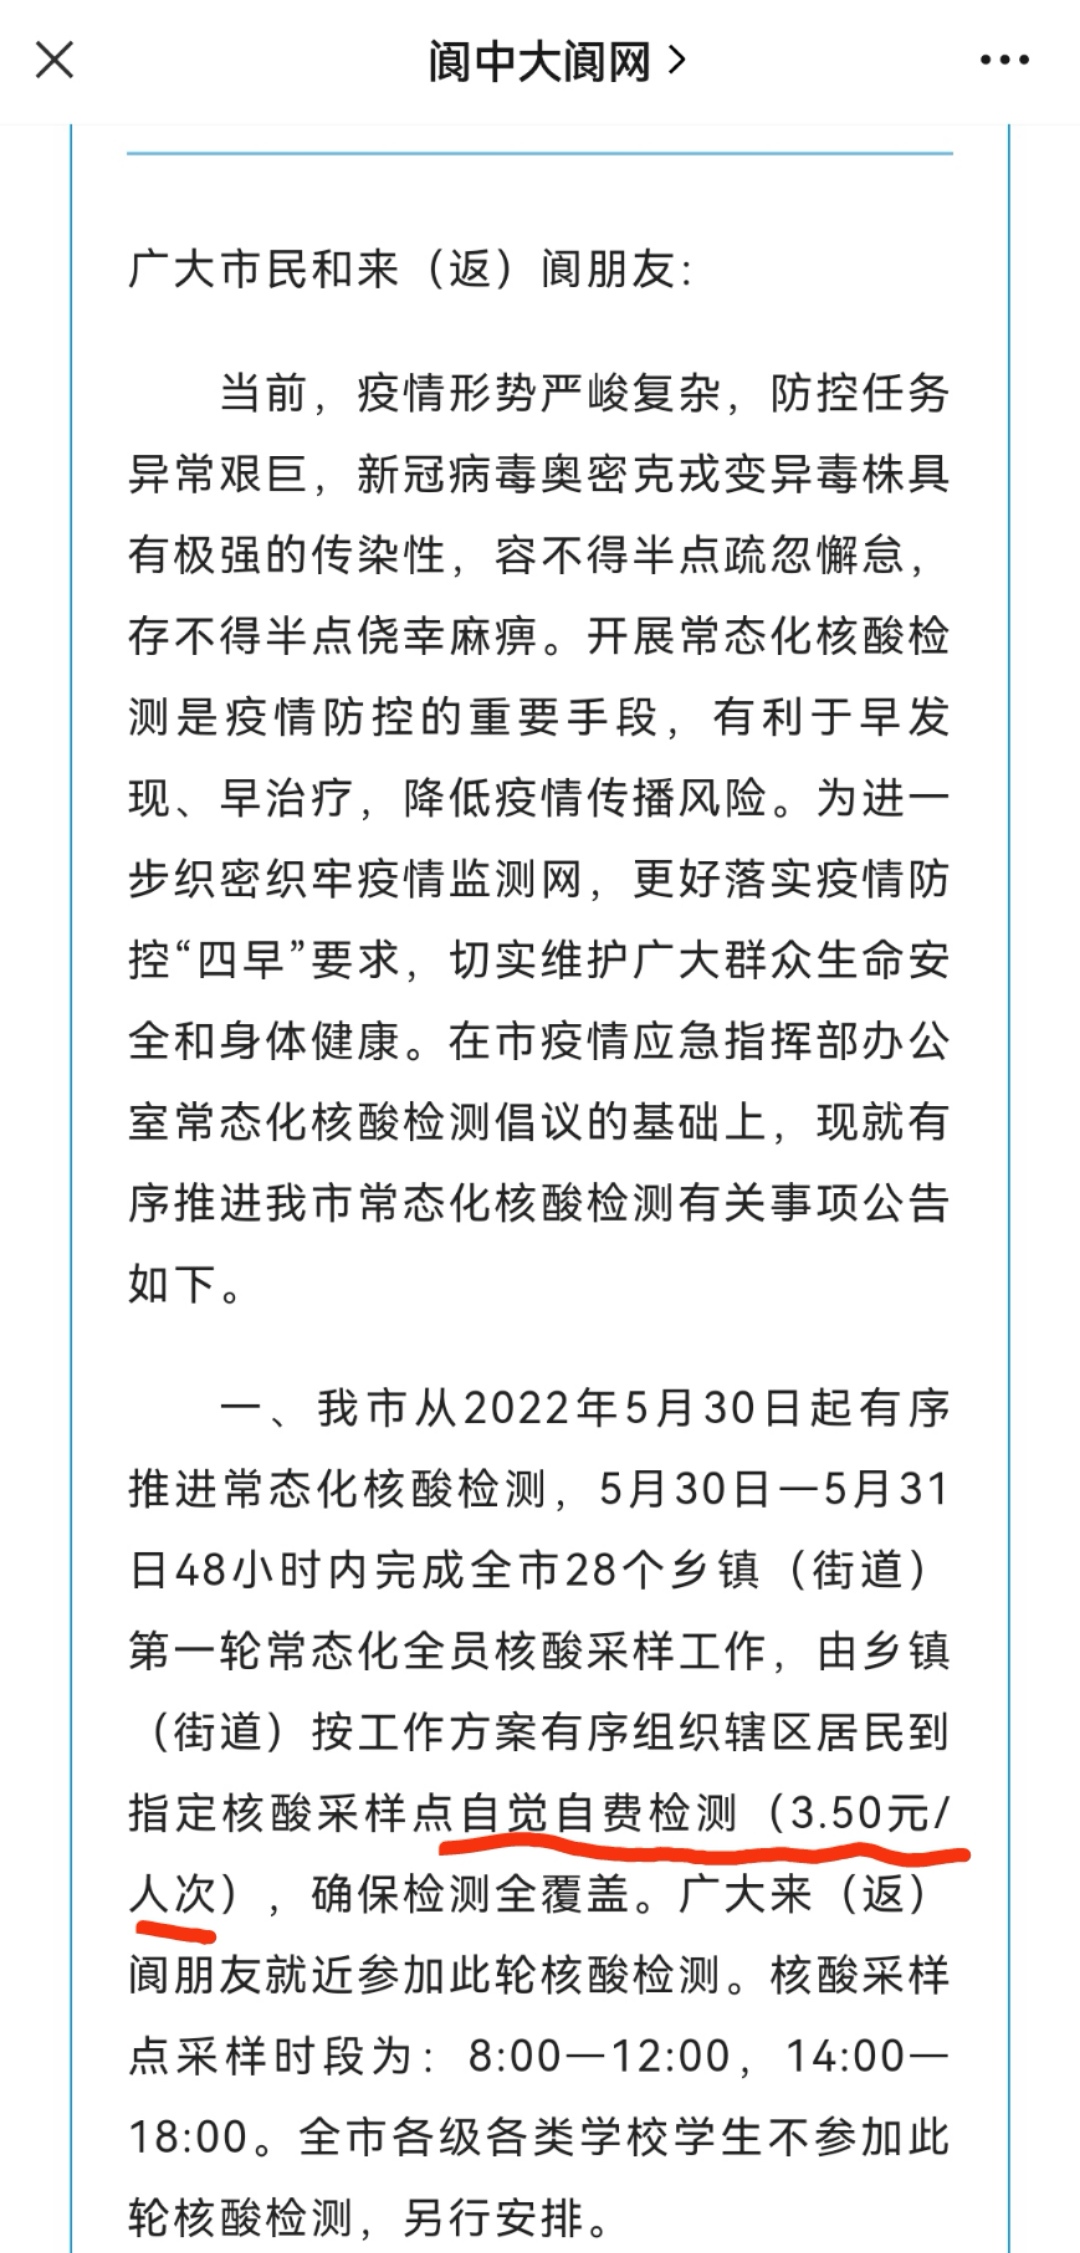 阆中大阆网
广大市民和来（返）阆朋友：
当前，疫情形势严峻复杂，防控任务
异常艰巨，新冠病毒奥密克戎变异毒株具
有极强的传染性，容不得半点疏忽懈怠，
存不得半点侥幸麻痹。开展常态化核酸检
测是疫情防控的重要手段，有利于早发
现、早治疗，降低疫情传播风险。为进一
步织密织牢疫情监测网，更好落实疫情防
控“四早”要求，切实维护广大群众生命安
全和身体健康。在市疫情应急指挥部办公
室常态化核酸检测倡议的基础上，现就有
序推进我市常态化核酸检测有关事项公告
如下。
一、我市从2022年5月30日起有序
推进常态化核酸检测，5月30日—5月31
日48小时内完成全市28个乡镇（街道）
第一轮常态化全员核酸采样工作，由乡镇
（街道）按工作方案有序组织辖区居民到
指定核酸采样点自觉自费检测（3.50元/
人次），确保检测全覆盖。广大来（返）
阆朋友就近参加此轮核酸检测。核酸采样
点采样时段为：8:00—12:00，14:00—
18:00。全市各级各类学校学生不参加此
轮核酸检测，另行安排。